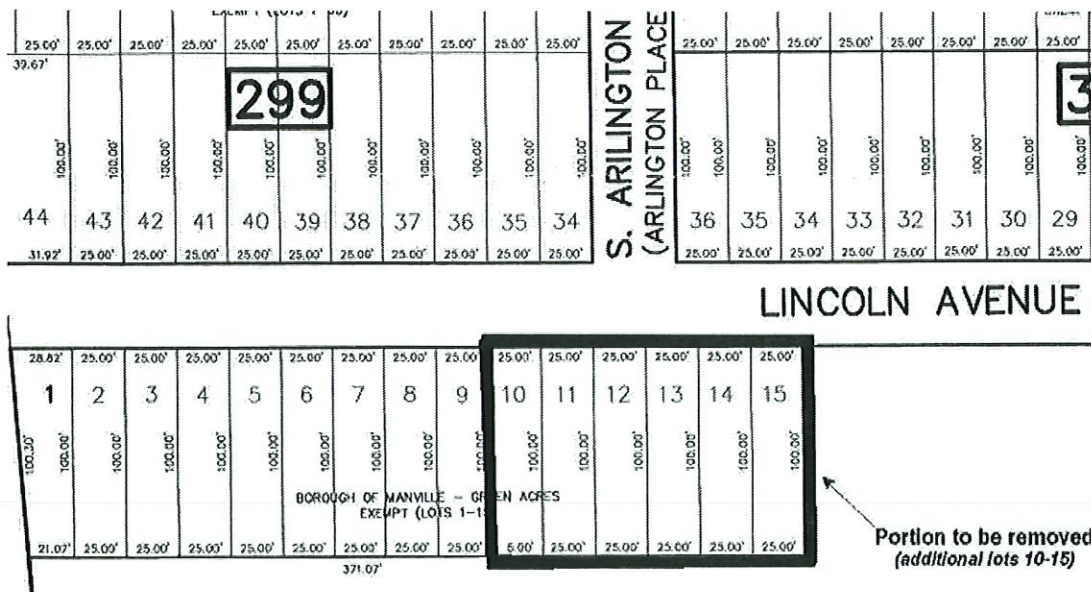 25.00' 25.00' 25.00' 25.00' 25.00' 25.00' 25.00' 25.00' 25.00' 25.00' 25.00'
39.67'
299
100.00' 100.00' 100.00' 100.00' 100.00' 100.00' 100.00' 100.00' 100.00' 100.00' 100.00'
44 43 42 41 40 39 38 37 36 35 34
31.92' 25.00' 25.00' 25.00' 25.00' 25.00' 25.00' 25.00' 25.00' 25.00' 25.00'
S. ARILINGTON
(ARLINGTON PLACE
25.00' 25.00' 25.00' 25.00' 25.00' 25.00' 25.00' 25.00'
3
100.00' 100.00' 100.00' 100.00' 100.00' 100.00' 100.00' 100.00'
36 35 34 33 32 31 30 29
25.00' 25.00' 25.00' 25.00' 25.00' 25.00' 25.00' 25.00'
LINCOLN AVENUE
28.82' 25.00' 25.00' 25.00' 25.00' 25.00' 25.00' 25.00' 25.00' 25.00' 25.00' 25.00' 25.00' 25.00' 25.00'
1 2 3 4 5 6 7 8 9 10 11 12 13 14 15
100.30' 100.00' 100.00' 100.00' 100.00' 100.00' 100.00' 100.00' 100.00' 100.00' 100.00' 100.00' 100.00' 100.00' 100.00' 100.00'
BOROUGH OF MANVILLE - GREEN ACRES
EXEMPT (LOTS 1-1
21.07' 25.00' 25.00' 25.00' 25.00' 25.00' 25.00' 25.00' 25.00' 5.00' 25.00' 25.00' 25.00' 25.00' 25.00'
371.07'
Portion to be removed
(additional lots 10-15)